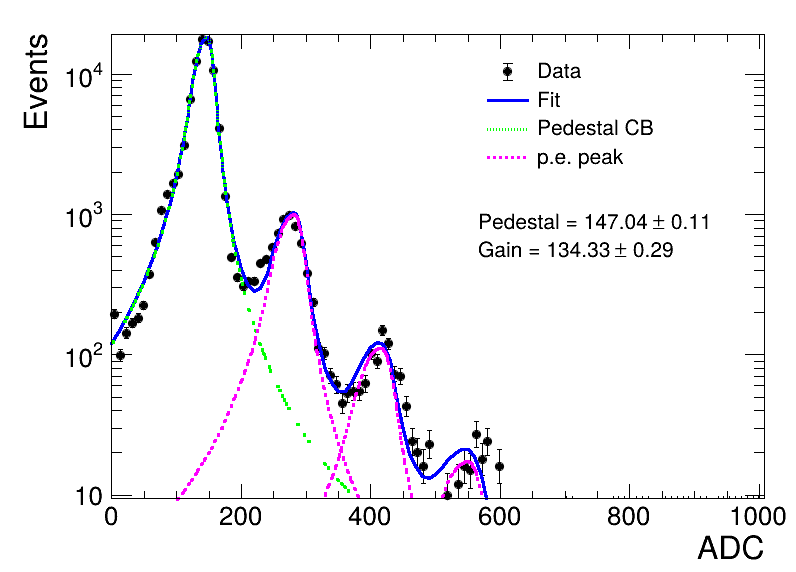 Events
10⁴
10³
10²
10
Data
Fit
Pedestal CB
p.e. peak
Pedestal = 147.04 ± 0.11
Gain = 134.33 ± 0.29
0 200 400 600 800 1000
ADC